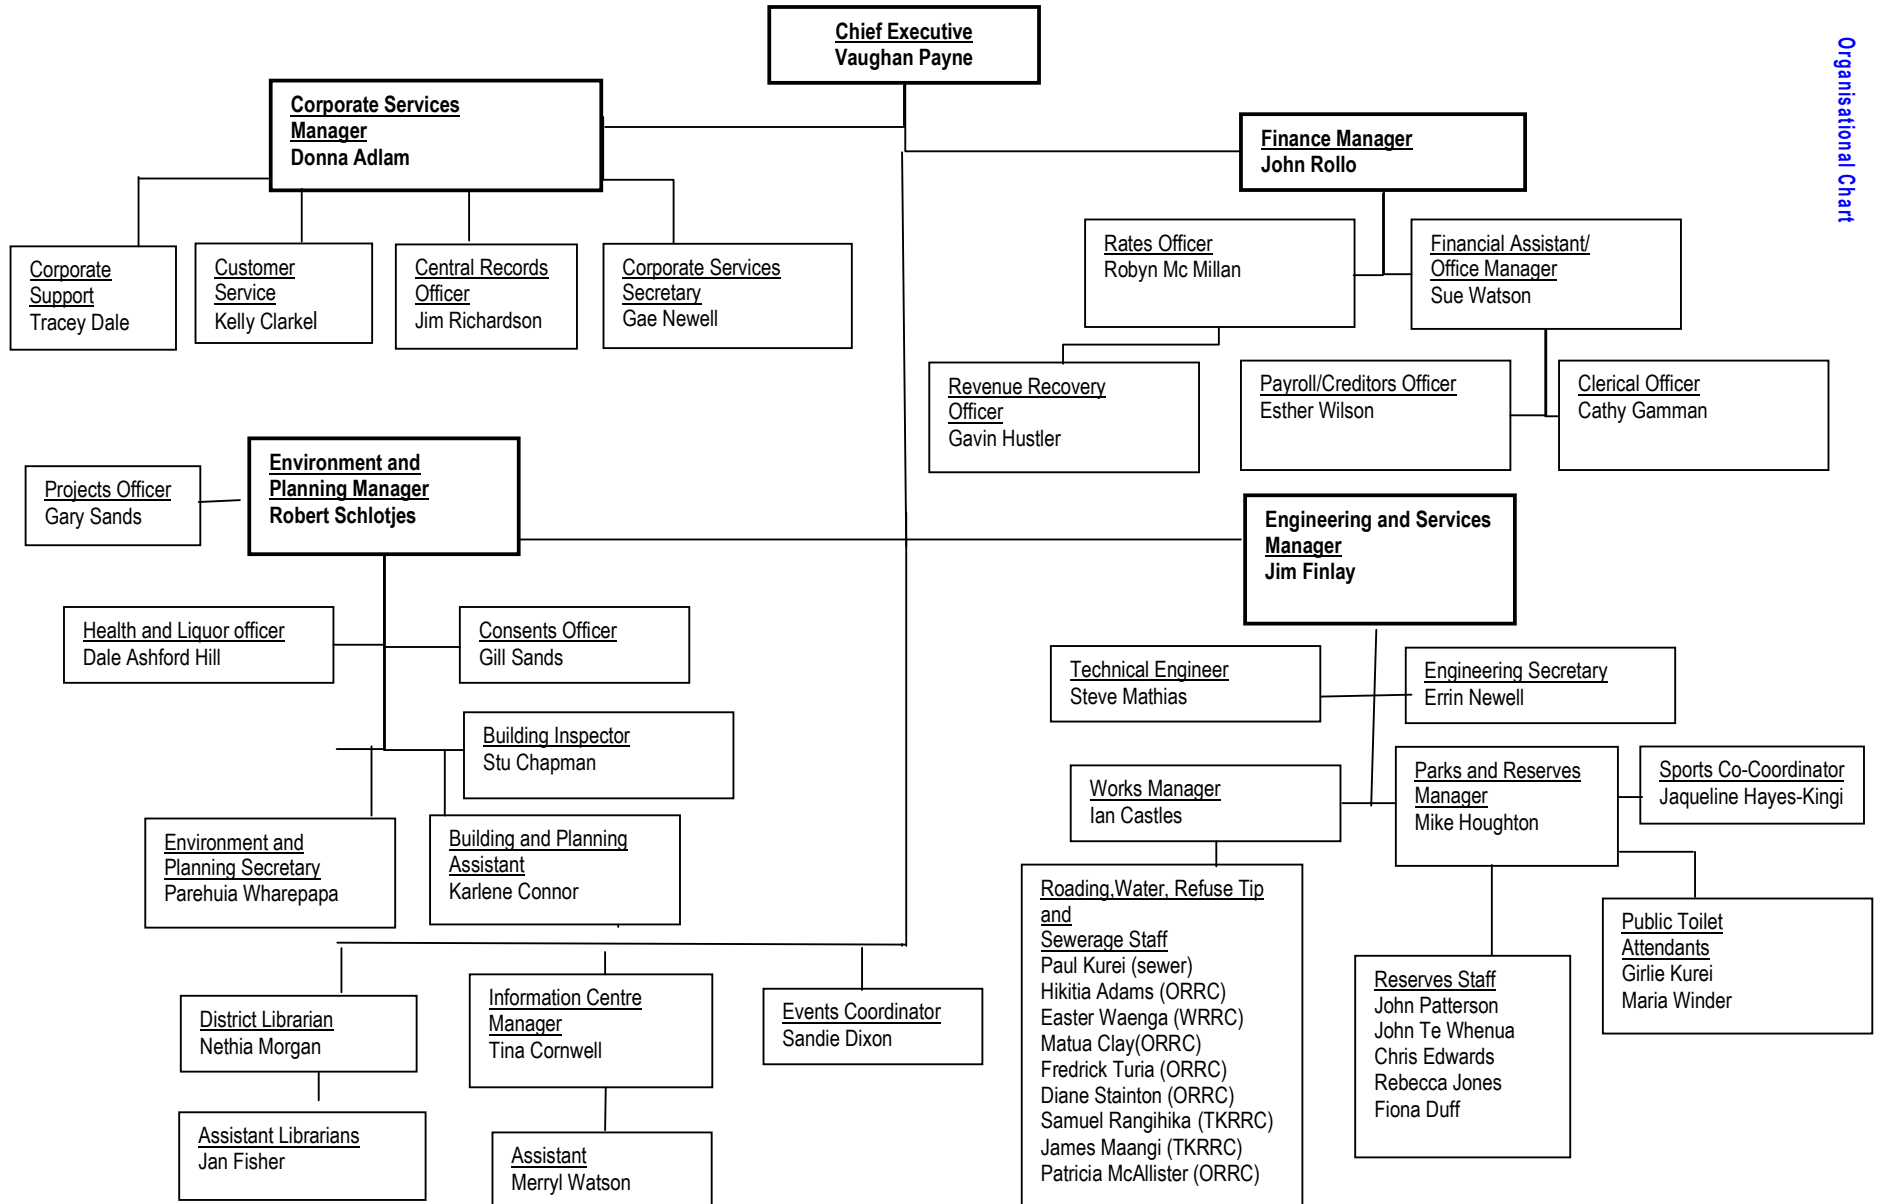 Organisational Chart
Chief Executive
Vaughan Payne
Corporate Services
Manager
Donna Adlam
Finance Manager
John Rollo
Corporate
Support
Tracey Dale
Customer
Service
Kelly Clarkel
Central Records
Officer
Jim Richardson
Corporate Services
Secretary
Gae Newell
Rates Officer
Robyn Mc Millan
Financial Assistant/
Office Manager
Sue Watson
Revenue Recovery
Officer
Gavin Hustler
Payroll/Creditors Officer
Esther Wilson
Clerical Officer
Cathy Gamman
Projects Officer
Gary Sands
Environment and
Planning Manager
Robert Schlotjes
Engineering and Services
Manager
Jim Finlay
Health and Liquor officer
Dale Ashford Hill
Consents Officer
Gill Sands
Building Inspector
Stu Chapman
Environment and
Planning Secretary
Parehuia Wharepapa
Building and Planning
Assistant
Karlene Connor
Technical Engineer
Steve Mathias
Engineering Secretary
Errin Newell
Works Manager
Ian Castles
Parks and Reserves
Manager
Mike Houghton
Sports Co-Coordinator
Jaqueline Hayes-Kingi
Roading,Water, Refuse Tip
and
Sewerage Staff
Paul Kurei (sewer)
Hikitia Adams (ORRC)
Easter Waenga (WRRC)
Matua Clay(ORRC)
Fredrick Turia (ORRC)
Diane Stainton (ORRC)
Samuel Rangihika (TKRRC)
James Maangi (TKRRC)
Patricia McAllister (ORRC)
Reserves Staff
John Patterson
John Te Whenua
Chris Edwards
Rebecca Jones
Fiona Duff
Public Toilet
Attendants
Girlie Kurei
Maria Winder
District Librarian
Nethia Morgan
Information Centre
Manager
Tina Cornwell
Events Coordinator
Sandie Dixon
Assistant Librarians
Jan Fisher
Assistant
Merryl Watson